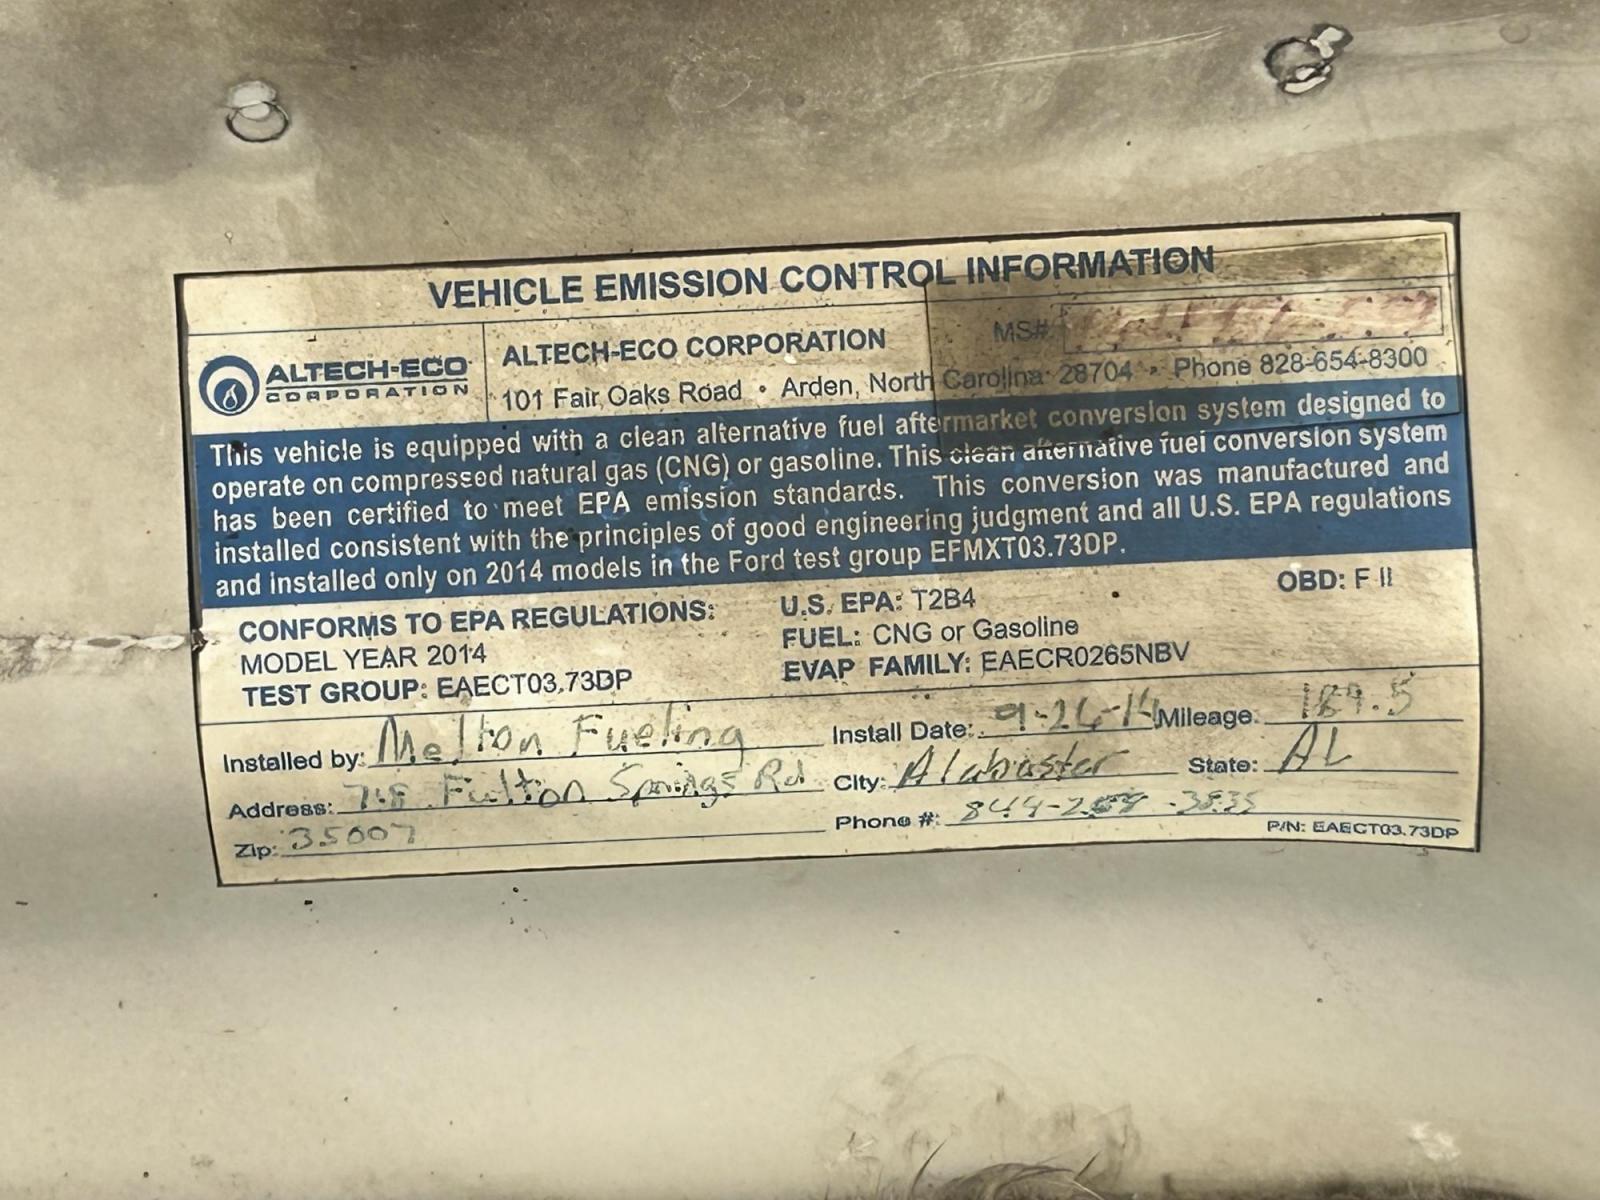 VEHICLE EMISSION CONTROL INFORMATION
ALTECH-ECO
CORPORATION
ALTECH-ECO CORPORATION
MS#
101 Fair Oaks Road • Arden, North Carolina 28704 • Phone 828-654-8300
This vehicle is equipped with a clean alternative fuel aftermarket conversion system designed to
operate on compressed natural gas (CNG) or gasoline. This clean alternative fuel conversion system
has been certified to meet EPA emission standards. This conversion was manufactured and
installed consistent with the principles of good engineering judgment and all U.S. EPA regulations
and installed only on 2014 models in the Ford test group EFMXT03.73DP.
CONFORMS TO EPA REGULATIONS:
MODEL YEAR 2014
TEST GROUP: EAECT03.73DP
U.S. EPA: T2B4
OBD: F II
FUEL: CNG or Gasoline
EVAP FAMILY: EAECR0265NBV
Installed by: Melton Fueling
Install Date: 9-26-14 Mileage: 189.5
Address: Fulton Springs Rd
City: Alabaster State: AL
Zip: 35007
Phone #:
P/N: EAECT03.73DP